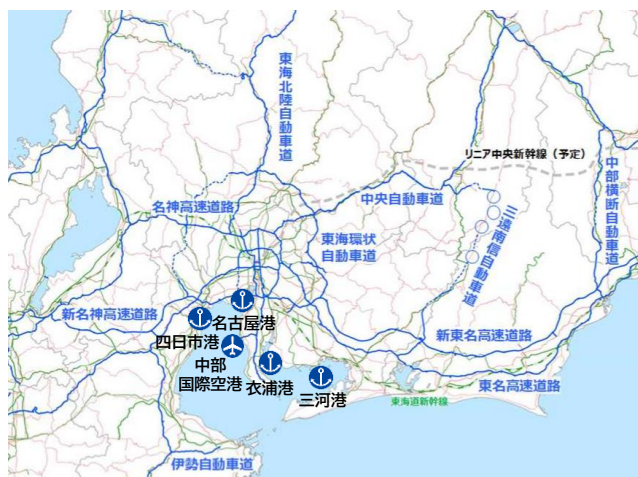 東海北陸自動車道
リニア中央新幹線（予定）
中部横断自動車道
中央自動車道
三遠南信自動車道
名神高速道路
東海環状
自動車道
新名神高速道路
名古屋港
四日市港
中部
国際空港
衣浦港
三河港
新東名高速道路
東名高速道路
東海道新幹線
伊勢自動車道